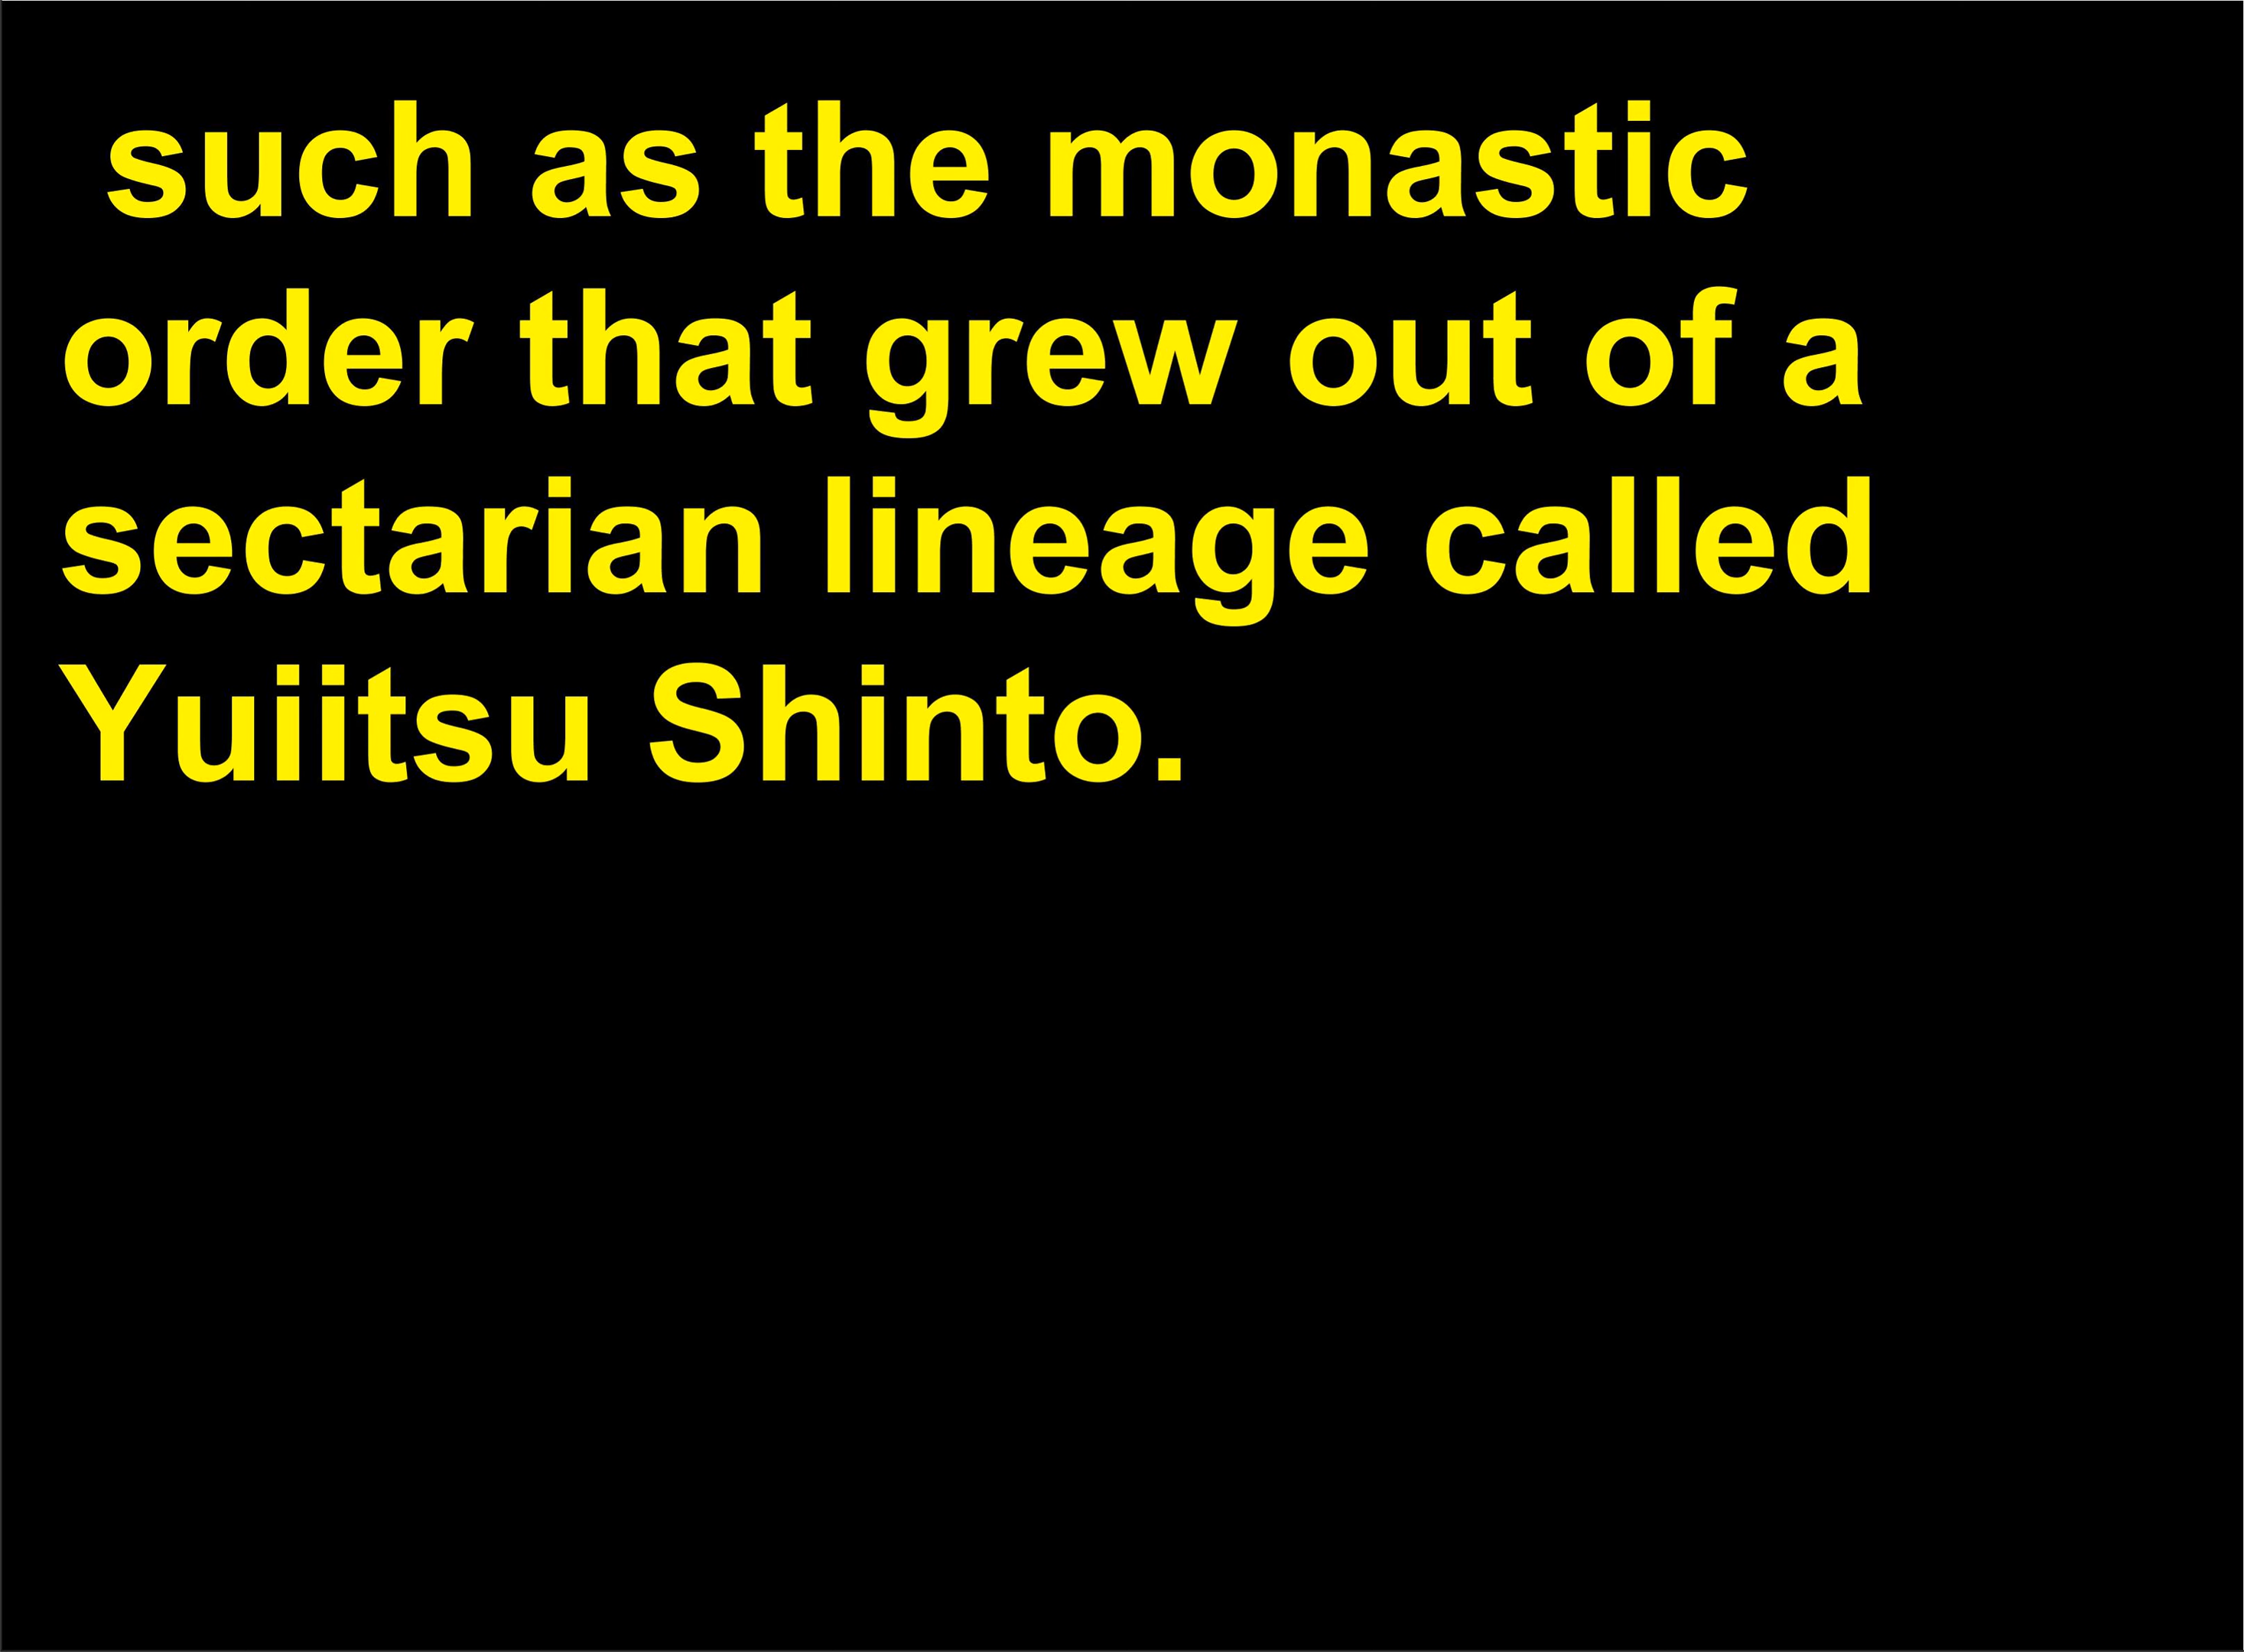 such as the monastic
order that grew out of a
sectarian lineage called
Yuiitsu Shinto.